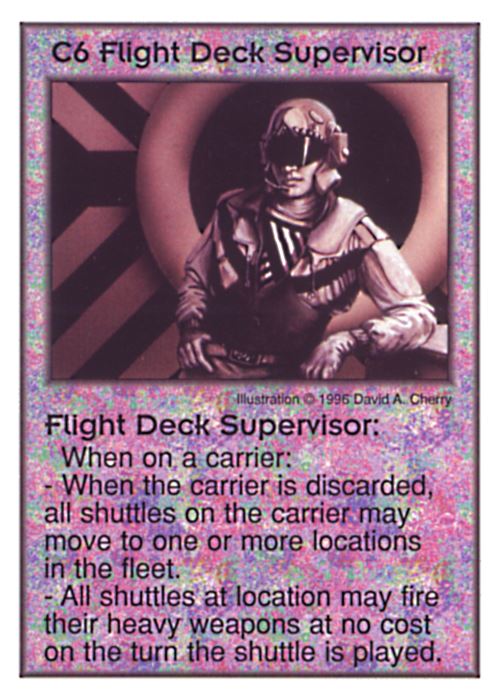 C6 Flight Deck Supervisor
Illustration © 1996 David A. Cherry
Flight Deck Supervisor:
When on a carrier:
- When the carrier is discarded,
all shuttles on the carrier may
move to one or more locations
in the fleet.
- All shuttles at location may fire
their heavy weapons at no cost
on the turn the shuttle is played.